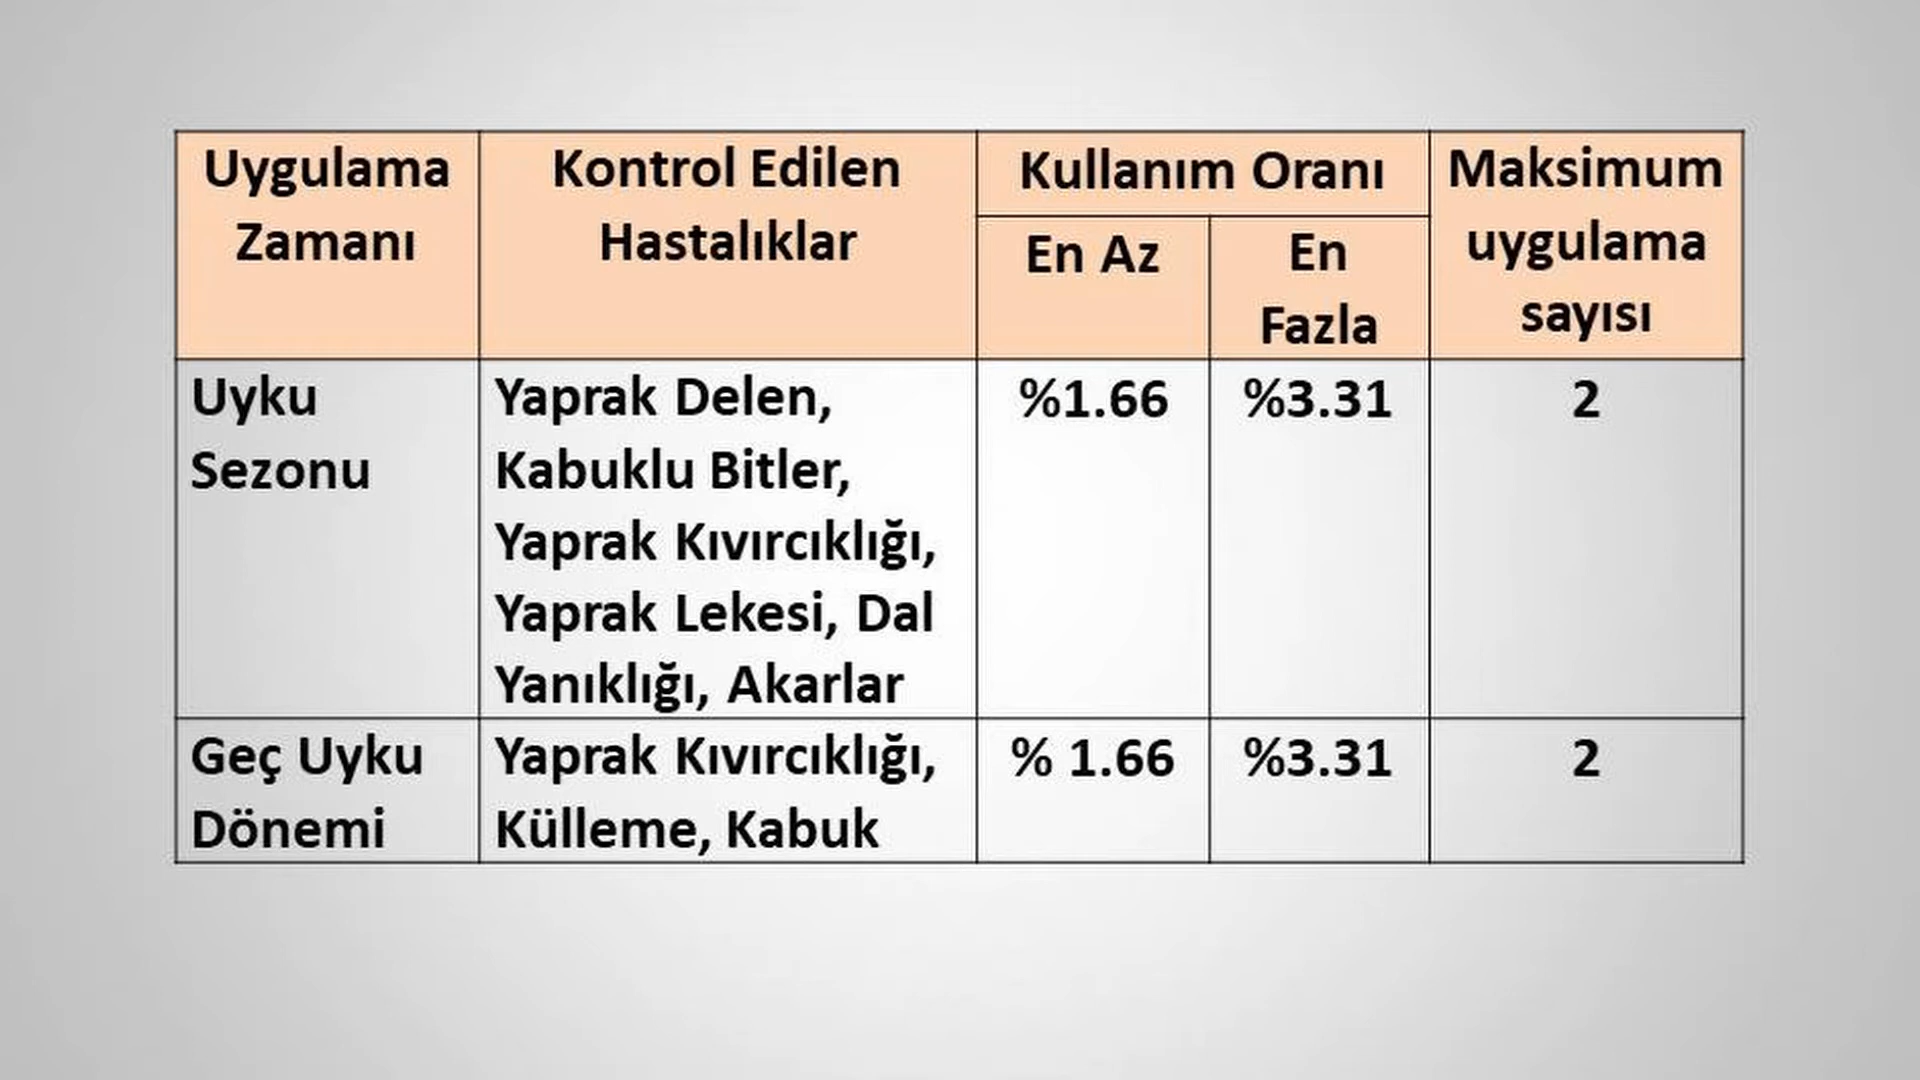 Uygulama
Zamanı
Kontrol Edilen
Hastalıklar
Kullanım Oranı
En Az
En
Fazla
Maksimum
uygulama
sayısı
Uyku
Sezonu
Yaprak Delen,
Kabuklu Bitler,
Yaprak Kıvırcıklığı,
Yaprak Lekesi, Dal
Yanıklığı, Akarlar
%1.66
%3.31
2
Geç Uyku
Dönemi
Yaprak Kıvırcıklığı,
Külleme, Kabuk
% 1.66
%3.31
2